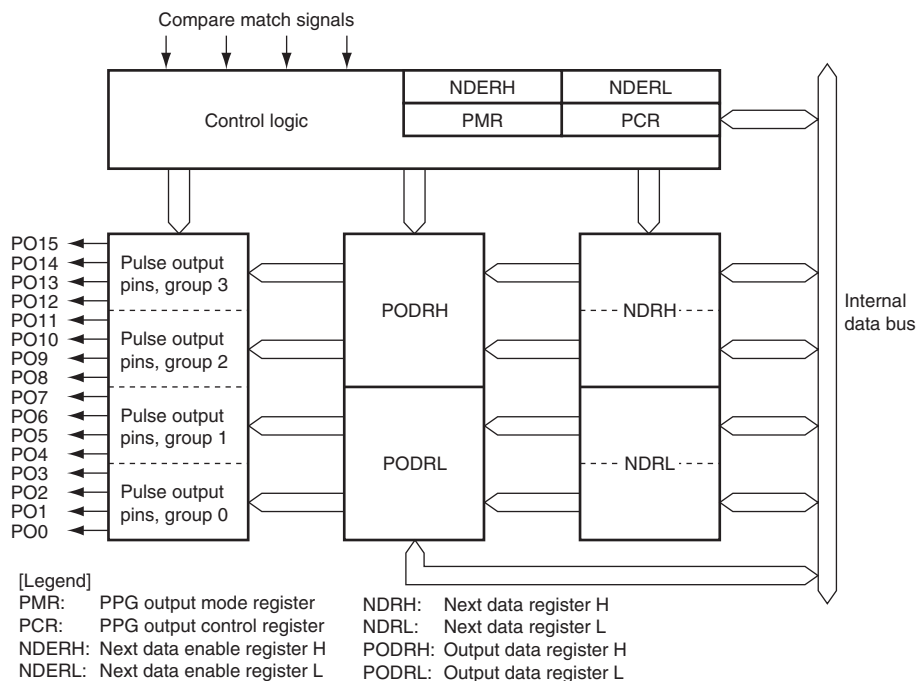 Compare match signals
Control logic
NDERH NDERL
PMR PCR
PO15
PO14
PO13
PO12
PO11
PO10
PO9
PO8
PO7
PO6
PO5
PO4
PO3
PO2
PO1
PO0
Pulse output
pins, group 3
Pulse output
pins, group 2
Pulse output
pins, group 1
Pulse output
pins, group 0
PODRH
PODRL
NDRH
NDRL
Internal
data bus
[Legend]
PMR: PPG output mode register
PCR: PPG output control register
NDERH: Next data enable register H
NDERL: Next data enable register L
NDRH: Next data register H
NDRL: Next data register L
PODRH: Output data register H
PODRL: Output data register L